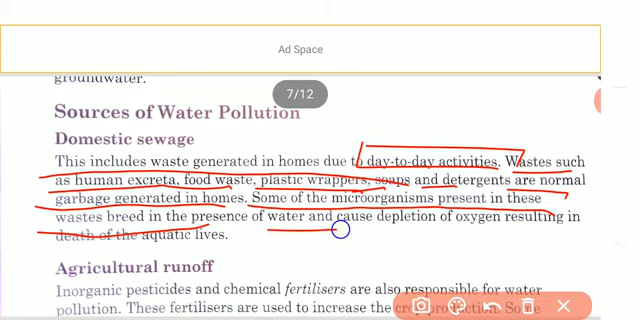 Ad Space
groundwater.
7/12
Sources of Water Pollution
Domestic sewage
This includes waste generated in homes due to day-to-day activities. Wastes such
as human excreta, food waste, plastic wrappers, soaps and detergents are normal
garbage generated in homes. Some of the microorganisms present in these
wastes breed in the presence of water and cause depletion of oxygen resulting in
death of the aquatic lives.
Agricultural runoff
Inorganic pesticides and chemical fertilisers are also responsible for water
pollution. These fertilisers are used to increase the crop production. Some